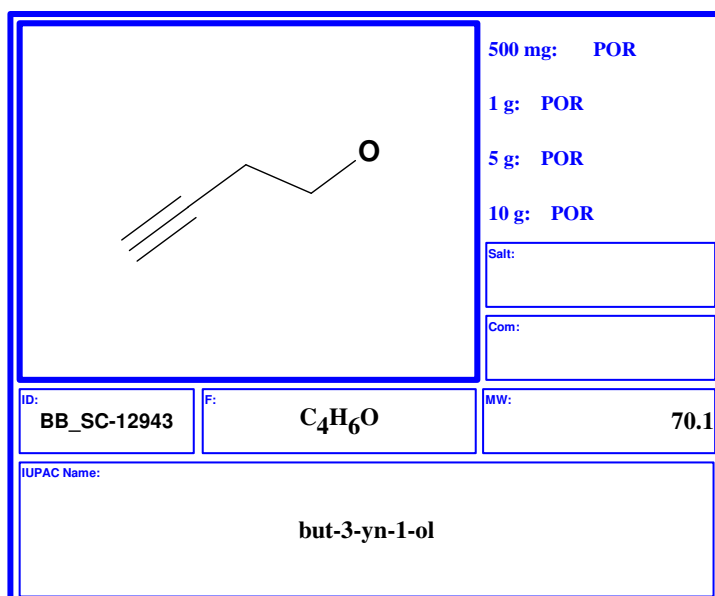 500 mg: POR
1 g: POR
O
5 g: POR
10 g: POR
Salt:
Com:
ID:
BB_SC-12943
F:
C4H6O
MW:
70.1
IUPAC Name:
but-3-yn-1-ol